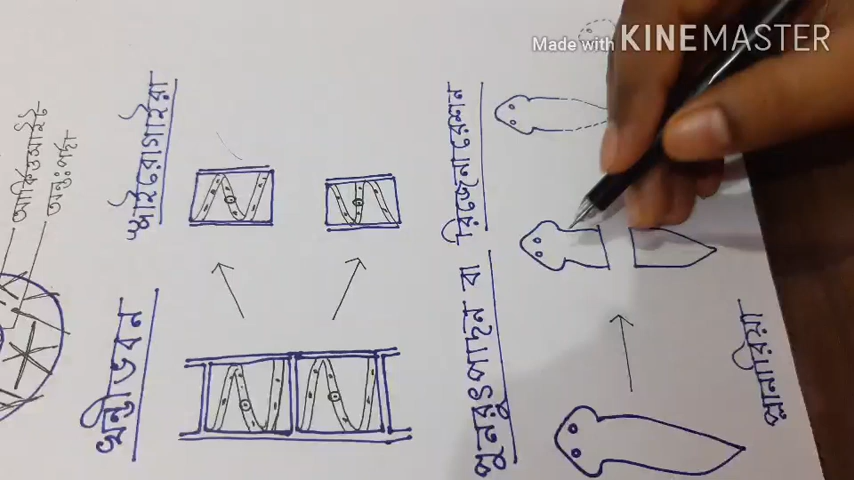 Made with KINEMASTER
খন্ডীভবন
স্পাইরোগাইরা
পুনরুৎপাদন বা রিজেনারেশন
প্লানারিয়া